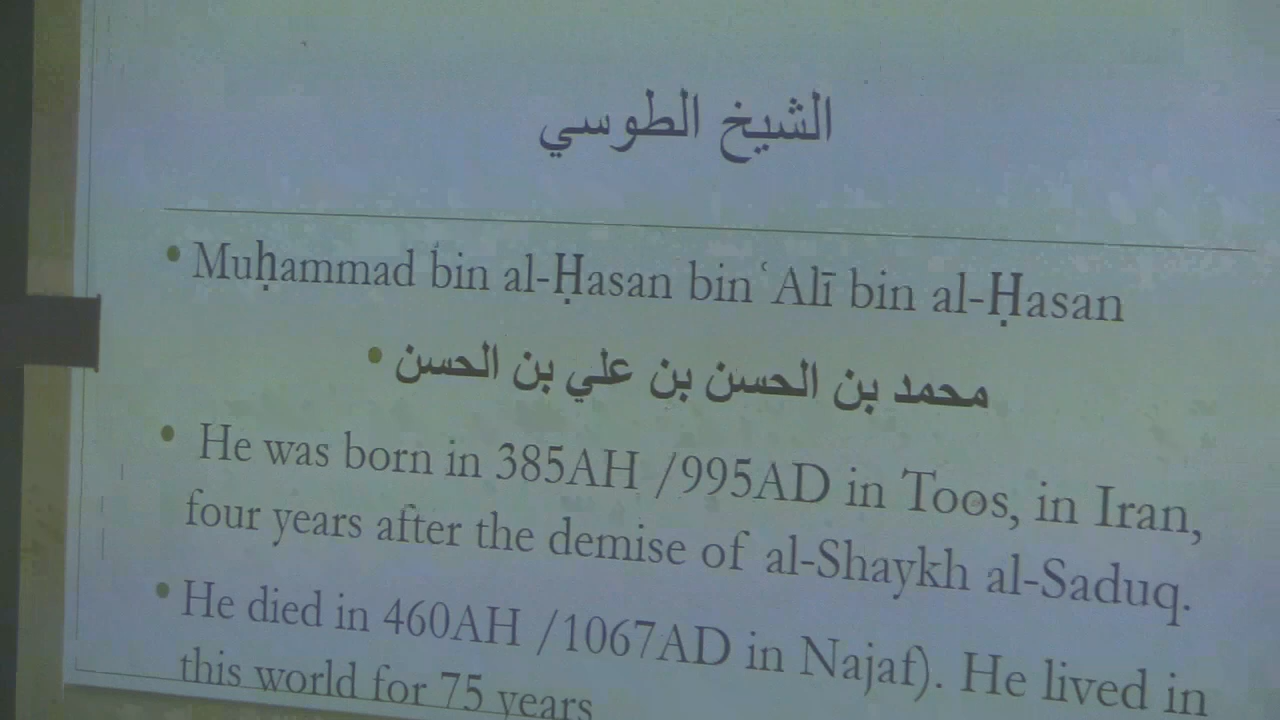 الشيخ الطوسي
• Muḥammad bin al-Ḥasan bin ʿAlī bin al-Ḥasan
• محمد بن الحسن بن علي بن الحسن
• He was born in 385AH /995AD in Toos, in Iran,
four years after the demise of al-Shaykh al-Saduq.
• He died in 460AH /1067AD in Najaf). He lived in
this world for 75 years